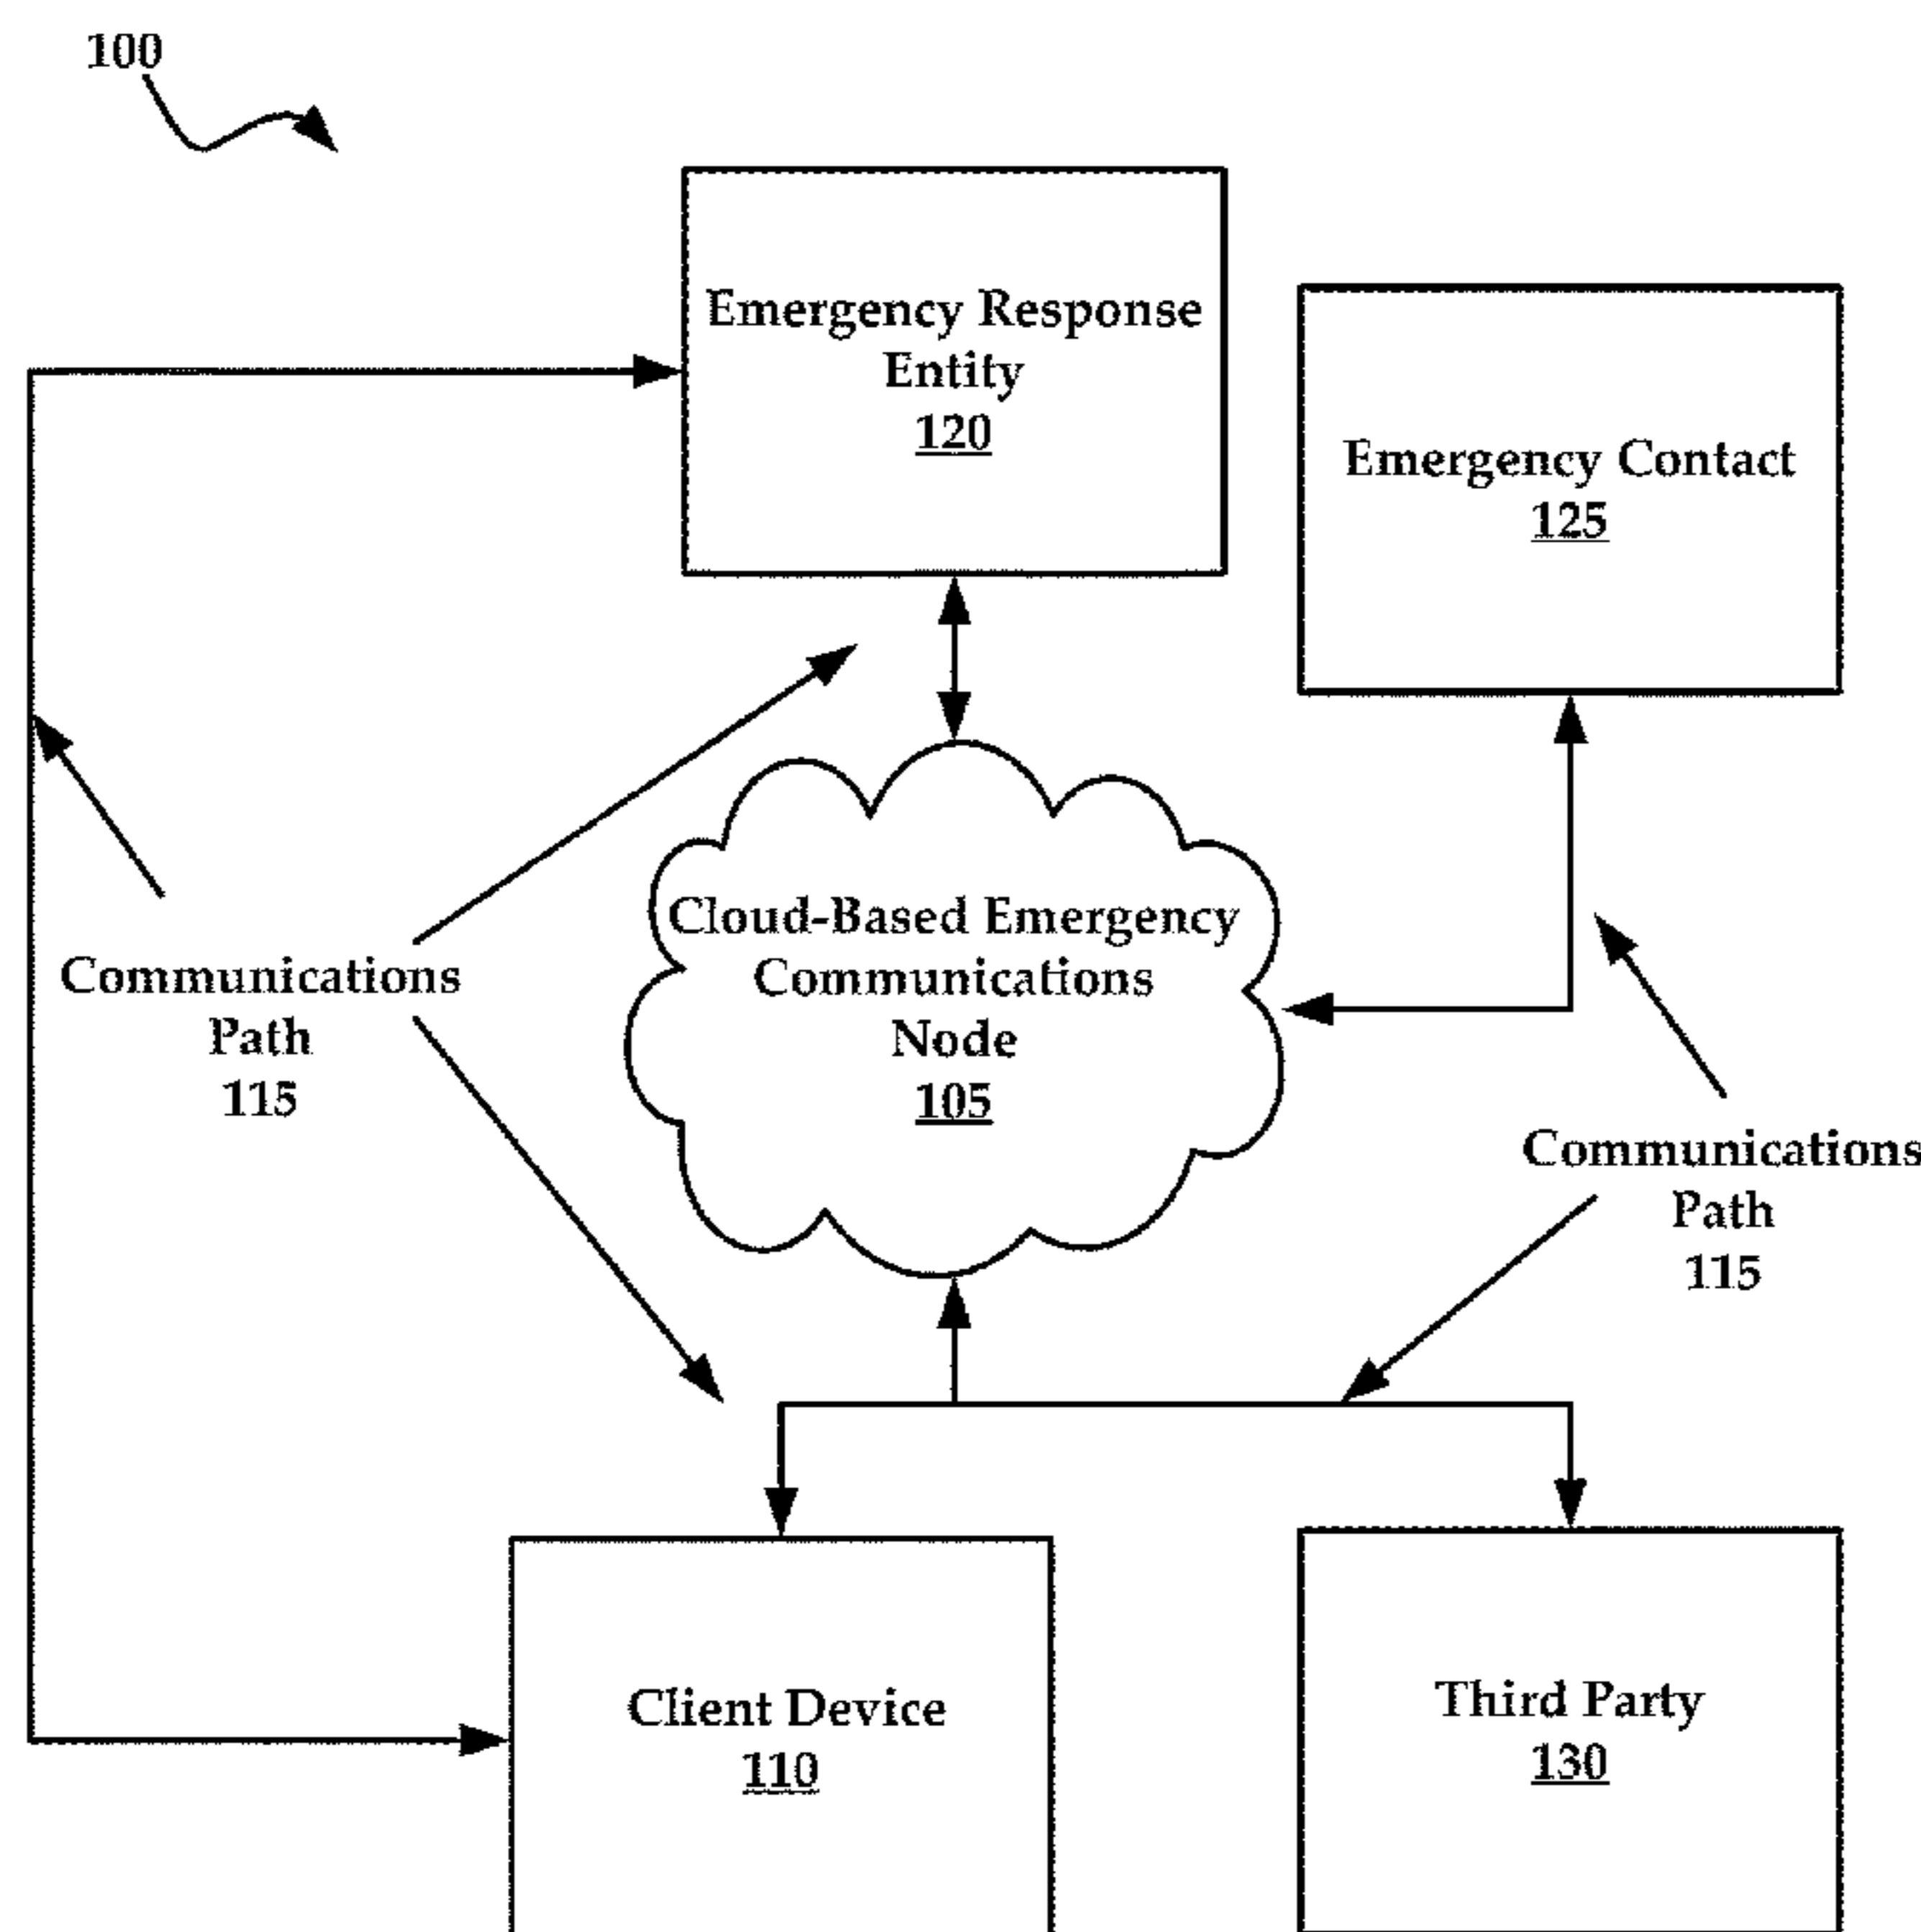 100
Emergency Response
Entity
120
Emergency Contact
125
Cloud-Based Emergency
Communications
Node
105
Communications
Path
115
Communications
Path
115
Client Device
110
Third Party
130